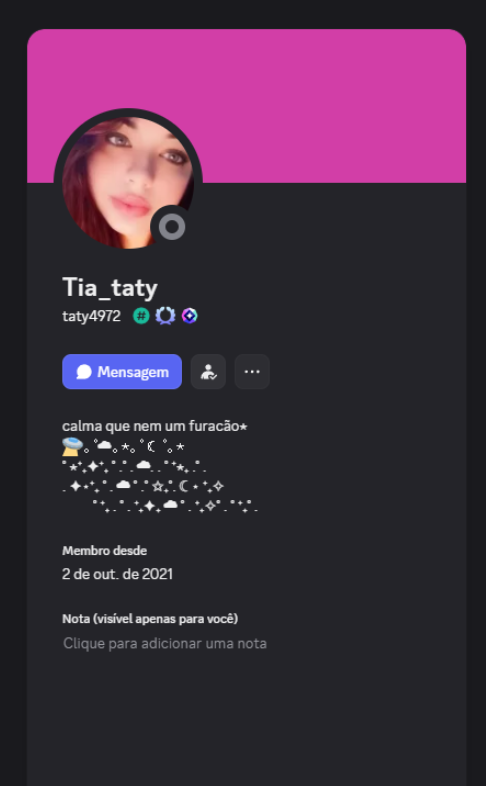 Tia_taty
taty4972
Mensagem
calma que nem um furacão⋆
🛸｡ ˚☁︎｡⋆｡˚☾ ˚｡⋆
˚⋆⁺₊✦⁺₊˚.˚.☁︎..˚⁺⋆₊.˚.
.✦⋆⁺₊˚.☁︎˚.˚☆₊˚.☾⋆⁺₊✧
˚⁺₊.˚.⁺₊✦₊☁︎˚.⁺₊✧˚.˚⁺₊˚.
Membro desde
2 de out. de 2021
Nota (visível apenas para você)
Clique para adicionar uma nota